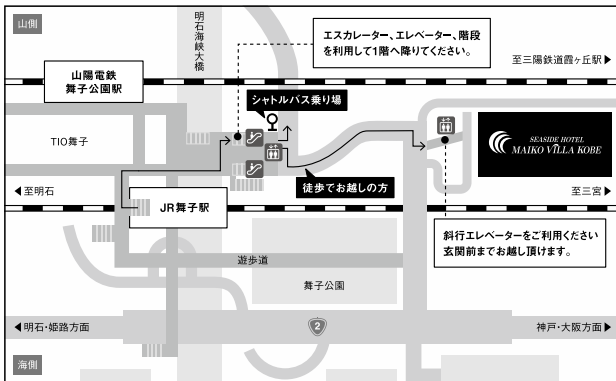 山側
明石海峡大橋
エスカレーター、エレベーター、階段
を利用して1階へ降りてください。
至三陽鉄道霞ヶ丘駅▶
山陽電鉄
舞子公園駅
シャトルバス乗り場
TIO舞子
SEASIDE HOTEL
MAIKO VILLA KOBE
徒歩でお越しの方
◀至明石
至三宮▶
JR舞子駅
斜行エレベーターをご利用ください
玄関前までお越し頂けます。
遊歩道
舞子公園
◀明石・姫路方面
2
神戸・大阪方面▶
海側